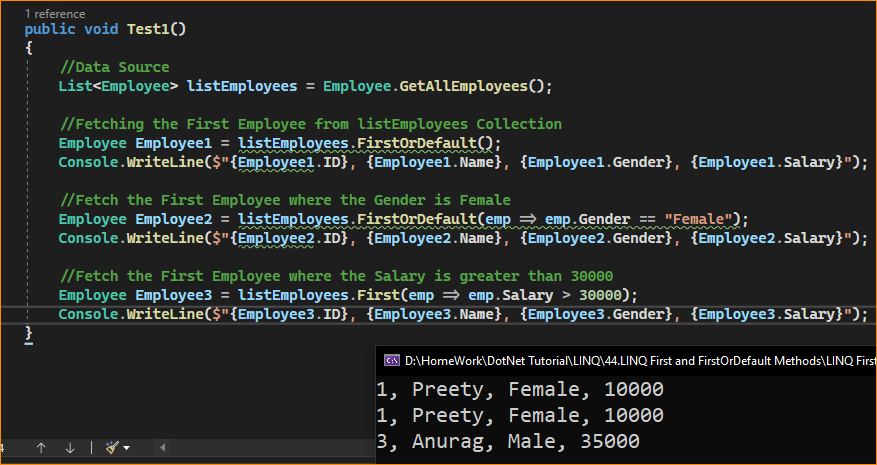 1 reference
public void Test1()
{
//Data Source
List<Employee> listEmployees = Employee.GetAllEmployees();
//Fetching the First Employee from listEmployees Collection
Employee Employee1 = listEmployees.FirstOrDefault();
Console.WriteLine($"{Employee1.ID}, {Employee1.Name}, {Employee1.Gender}, {Employee1.Salary}");
//Fetch the First Employee where the Gender is Female
Employee Employee2 = listEmployees.FirstOrDefault(emp => emp.Gender == "Female");
Console.WriteLine($"{Employee2.ID}, {Employee2.Name}, {Employee2.Gender}, {Employee2.Salary}");
//Fetch the First Employee where the Salary is greater than 30000
Employee Employee3 = listEmployees.First(emp => emp.Salary > 30000);
Console.WriteLine($"{Employee3.ID}, {Employee3.Name}, {Employee3.Gender}, {Employee3.Salary}");
}
D:\HomeWork\DotNet Tutorial\LINQ\44.LINQ First and FirstOrDefault Methods\LINQ First
1, Preety, Female, 10000
1, Preety, Female, 10000
3, Anurag, Male, 35000